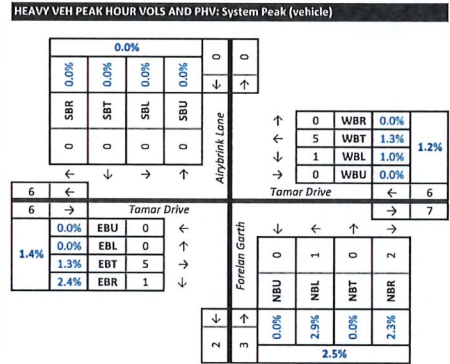 HEAVY VEH PEAK HOUR VOLS AND PHV: System Peak (vehicle)
0.0%
0 0
0.0% 0.0% 0.0% 0.0%
↓ ↑
SBR SBT SBL SBU
0 0 0 0
← ↓ → ↑
Airybrink Lane
↑ 0 WBR 0.0%
← 5 WBT 1.3%
1.2%
↓ 1 WBL 1.0%
→ 0 WBU 0.0%
6 ←
Tamar Drive
← 6
6 →
Tamar Drive
→ 7
0.0% EBU 0 ←
0.0% EBL 0 ↑
1.4%
1.3% EBT 5 →
2.4% EBR 1 ↓
Forelan Garth
↓ ← ↑ →
0 1 0 2
NBU NBL NBT NBR
↓ ↑
0.0% 2.9% 0.0% 2.3%
2 3
2.5%